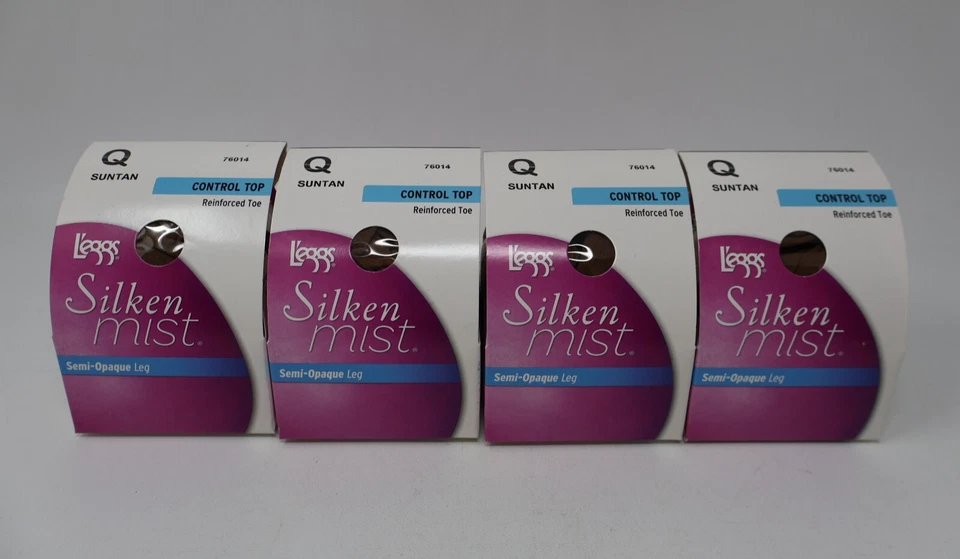 Q
76014
SUNTAN
CONTROL TOP
Reinforced Toe
L'eggs®
Silken
mist®
Semi-Opaque Leg
Q
76014
SUNTAN
CONTROL TOP
Reinforced Toe
L'eggs®
Silken
mist®
Semi-Opaque Leg
Q
76014
SUNTAN
CONTROL TOP
Reinforced Toe
L'eggs®
Silken
mist®
Semi-Opaque Leg
Q
76014
SUNTAN
CONTROL TOP
Reinforced Toe
L'eggs®
Silken
mist®
Semi-Opaque Leg